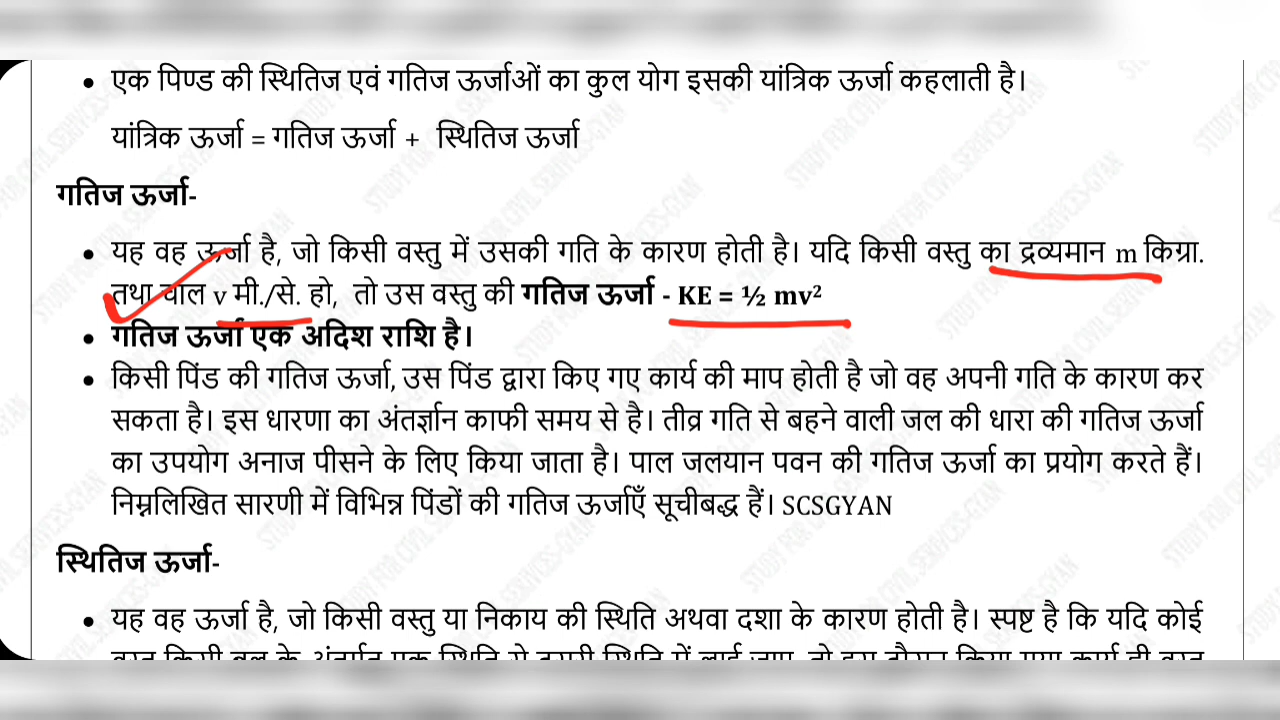 एक पिण्ड की स्थितिज एवं गतिज ऊर्जाओं का कुल योग इसकी यांत्रिक ऊर्जा कहलाती है।
यांत्रिक ऊर्जा = गतिज ऊर्जा + स्थितिज ऊर्जा
गतिज ऊर्जा-
यह वह ऊर्जा है, जो किसी वस्तु में उसकी गति के कारण होती है। यदि किसी वस्तु का द्रव्यमान m किग्रा.
तथा चाल v मी./से. हो, तो उस वस्तु की गतिज ऊर्जा - KE = ½ mv²
गतिज ऊर्जा एक अदिश राशि है।
किसी पिंड की गतिज ऊर्जा, उस पिंड द्वारा किए गए कार्य की माप होती है जो वह अपनी गति के कारण कर
सकता है। इस धारणा का अंतर्ज्ञान काफी समय से है। तीव्र गति से बहने वाली जल की धारा की गतिज ऊर्जा
का उपयोग अनाज पीसने के लिए किया जाता है। पाल जलयान पवन की गतिज ऊर्जा का प्रयोग करते हैं।
निम्नलिखित सारणी में विभिन्न पिंडों की गतिज ऊर्जाएँ सूचीबद्ध हैं। SCSGYAN
स्थितिज ऊर्जा-
यह वह ऊर्जा है, जो किसी वस्तु या निकाय की स्थिति अथवा दशा के कारण होती है। स्पष्ट है कि यदि कोई